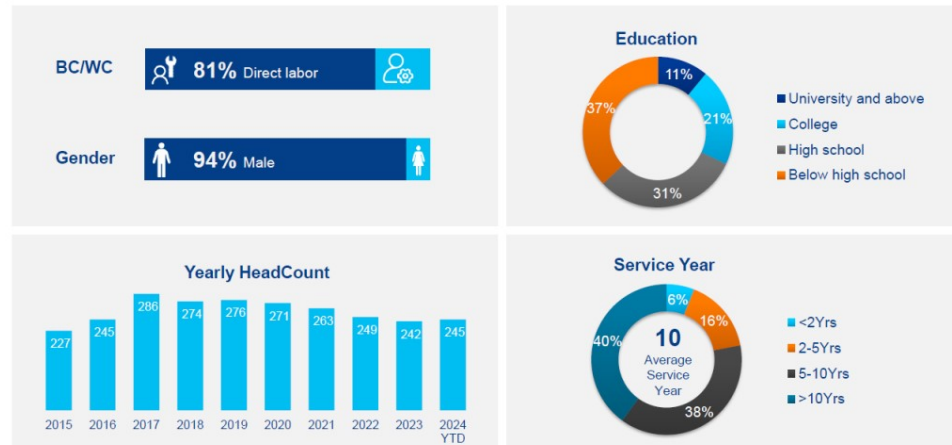 BC/WC
81% Direct labor
Gender
94% Male
Education
11%
21%
31%
37%
University and above
College
High school
Below high school
Yearly HeadCount
227
245
286
274
276
271
263
249
242
245
2015
2016
2017
2018
2019
2020
2021
2022
2023
2024
YTD
Service Year
6%
16%
38%
40%
10
Average
Service
Year
<2Yrs
2-5Yrs
5-10Yrs
>10Yrs